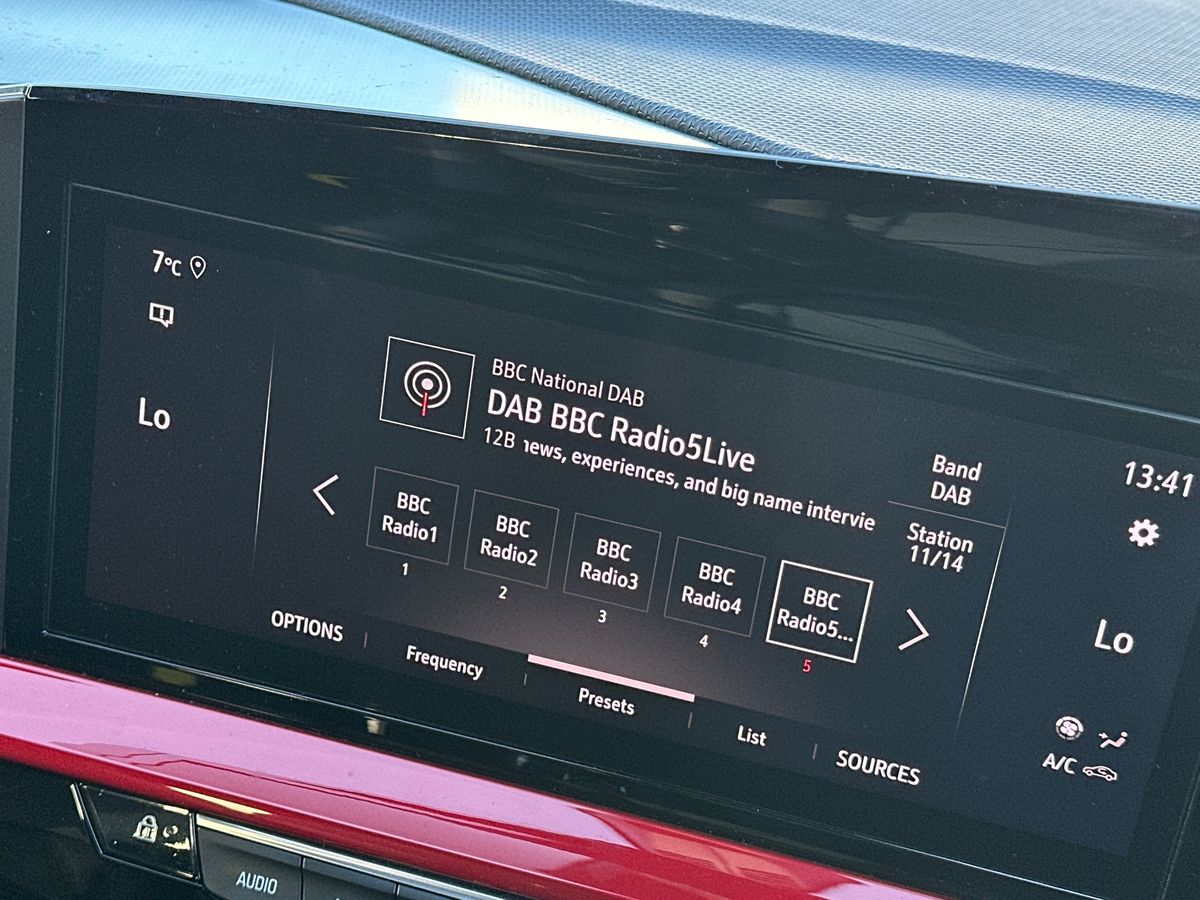 7°C
Lo
BBC National DAB
DAB BBC Radio5Live
12B news, experiences, and big name intervie
Band
DAB
Station
11/14
13:41
Lo
A/C
BBC
Radio1
1
BBC
Radio2
2
BBC
Radio3
3
BBC
Radio4
4
BBC
Radio5...
5
OPTIONS
Frequency
Presets
List
SOURCES
AUDIO